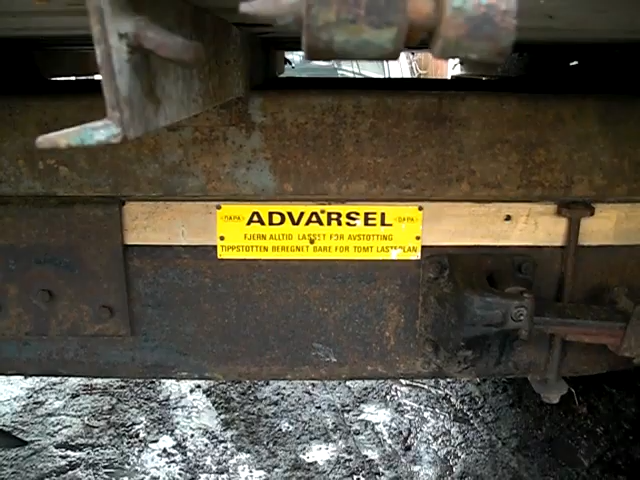 <DAPA> ADVARSEL <DAPA>
FJERN ALLTID LASSET FØR AVSTØTTING
TIPPSTØTTEN BEREGNET BARE FOR TOMT LASTEPLAN